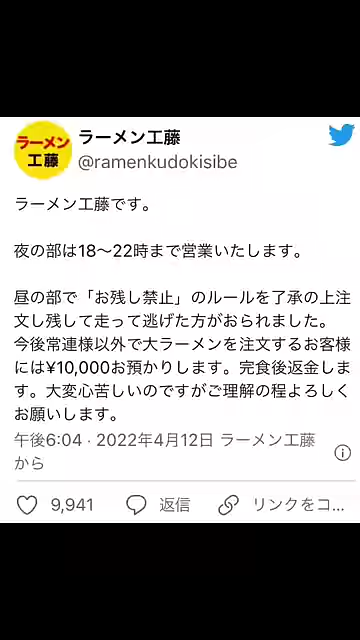 ラーメン
工藤
ラーメン工藤
@ramenkudokisibe
ラーメン工藤です。
夜の部は18〜22時まで営業いたします。
昼の部で「お残し禁止」のルールを了承の上注
文し残して走って逃げた方がおられました。
今後常連様以外で大ラーメンを注文するお客様
には¥10,000お預かりします。完食後返金しま
す。大変心苦しいのですがご理解の程よろしく
お願いします。
午後6:04 · 2022年4月12日 ラーメン工藤
から
9,941 返信 リンクをコ...